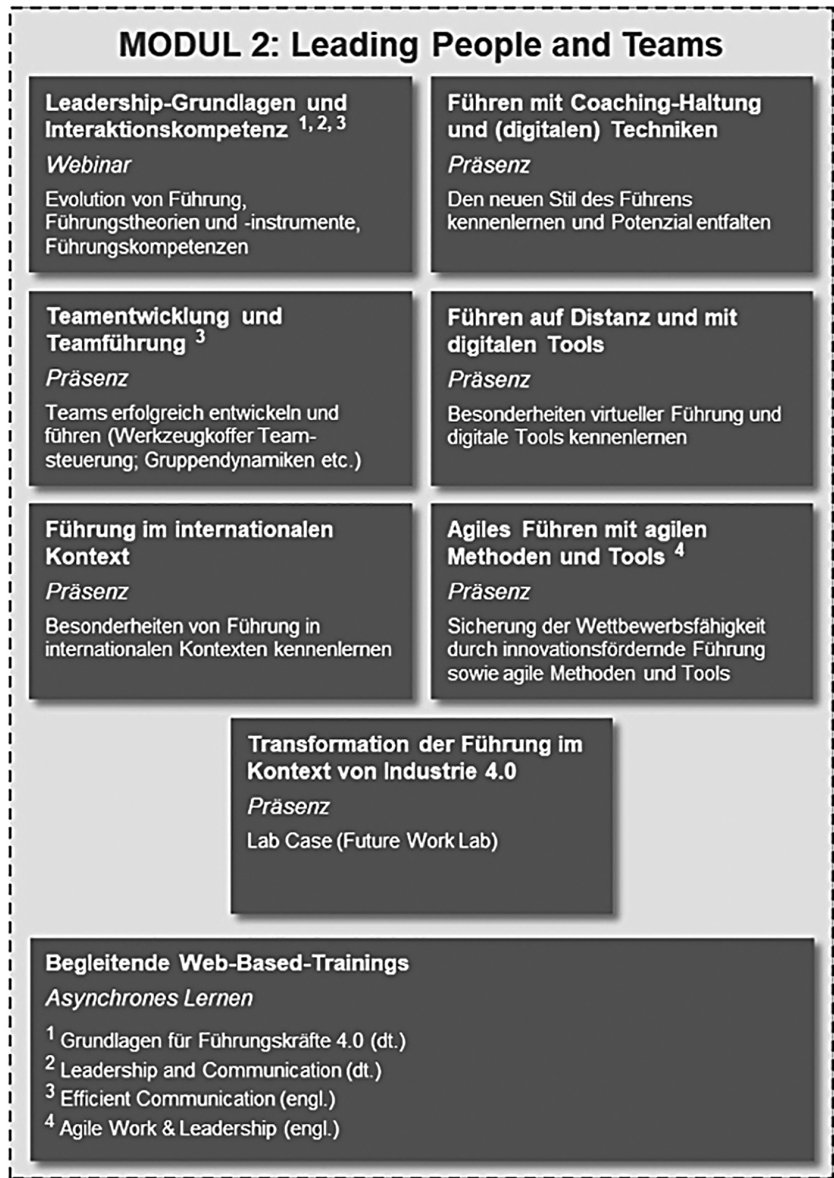 MODUL 2: Leading People and Teams
Leadership-Grundlagen und
Interaktionskompetenz 1, 2, 3
Webinar
Evolution von Führung,
Führungstheorien und -instrumente,
Führungskompetenzen
Führen mit Coaching-Haltung
und (digitalen) Techniken
Präsenz
Den neuen Stil des Führens
kennenlernen und Potenzial entfalten
Teamentwicklung und
Teamführung 3
Präsenz
Teams erfolgreich entwickeln und
führen (Werkzeugkoffer Team-
steuerung; Gruppendynamiken etc.)
Führen auf Distanz und mit
digitalen Tools
Präsenz
Besonderheiten virtueller Führung und
digitale Tools kennenlernen
Führung im internationalen
Kontext
Präsenz
Besonderheiten von Führung in
internationalen Kontexten kennenlernen
Agiles Führen mit agilen
Methoden und Tools 4
Präsenz
Sicherung der Wettbewerbsfähigkeit
durch innovationsfördernde Führung
sowie agile Methoden und Tools
Transformation der Führung im
Kontext von Industrie 4.0
Präsenz
Lab Case (Future Work Lab)
Begleitende Web-Based-Trainings
Asynchrones Lernen
1 Grundlagen für Führungskräfte 4.0 (dt.)
2 Leadership and Communication (dt.)
3 Efficient Communication (engl.)
4 Agile Work & Leadership (engl.)